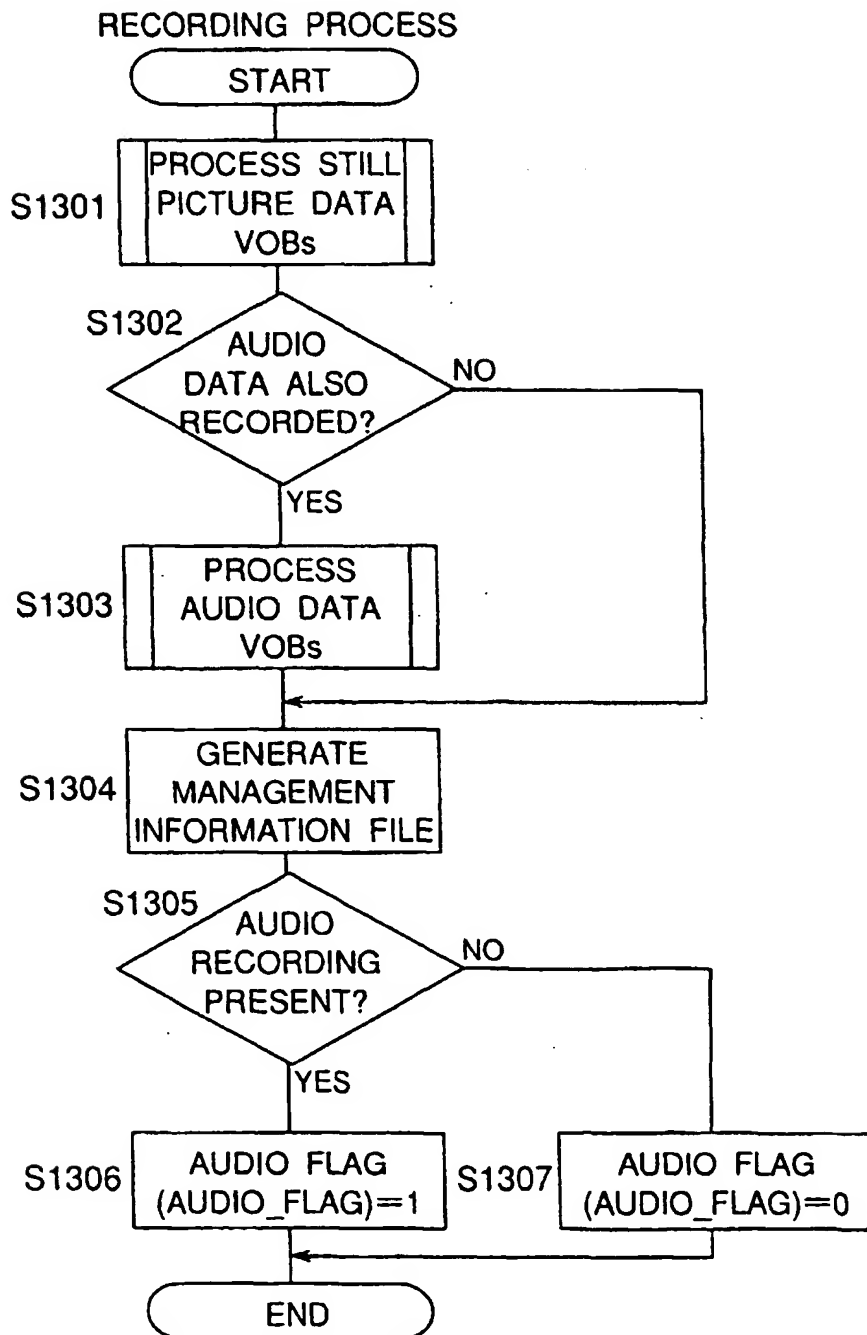 RECORDING PROCESS
START
S1301
PROCESS STILL
PICTURE DATA
VOBs
S1302
AUDIO
DATA ALSO
RECORDED?
NO
YES
S1303
PROCESS
AUDIO DATA
VOBs
S1304
GENERATE
MANAGEMENT
INFORMATION FILE
S1305
AUDIO
RECORDING
PRESENT?
NO
YES
S1306
AUDIO FLAG
(AUDIO_FLAG)=1
S1307
AUDIO FLAG
(AUDIO_FLAG)=0
END